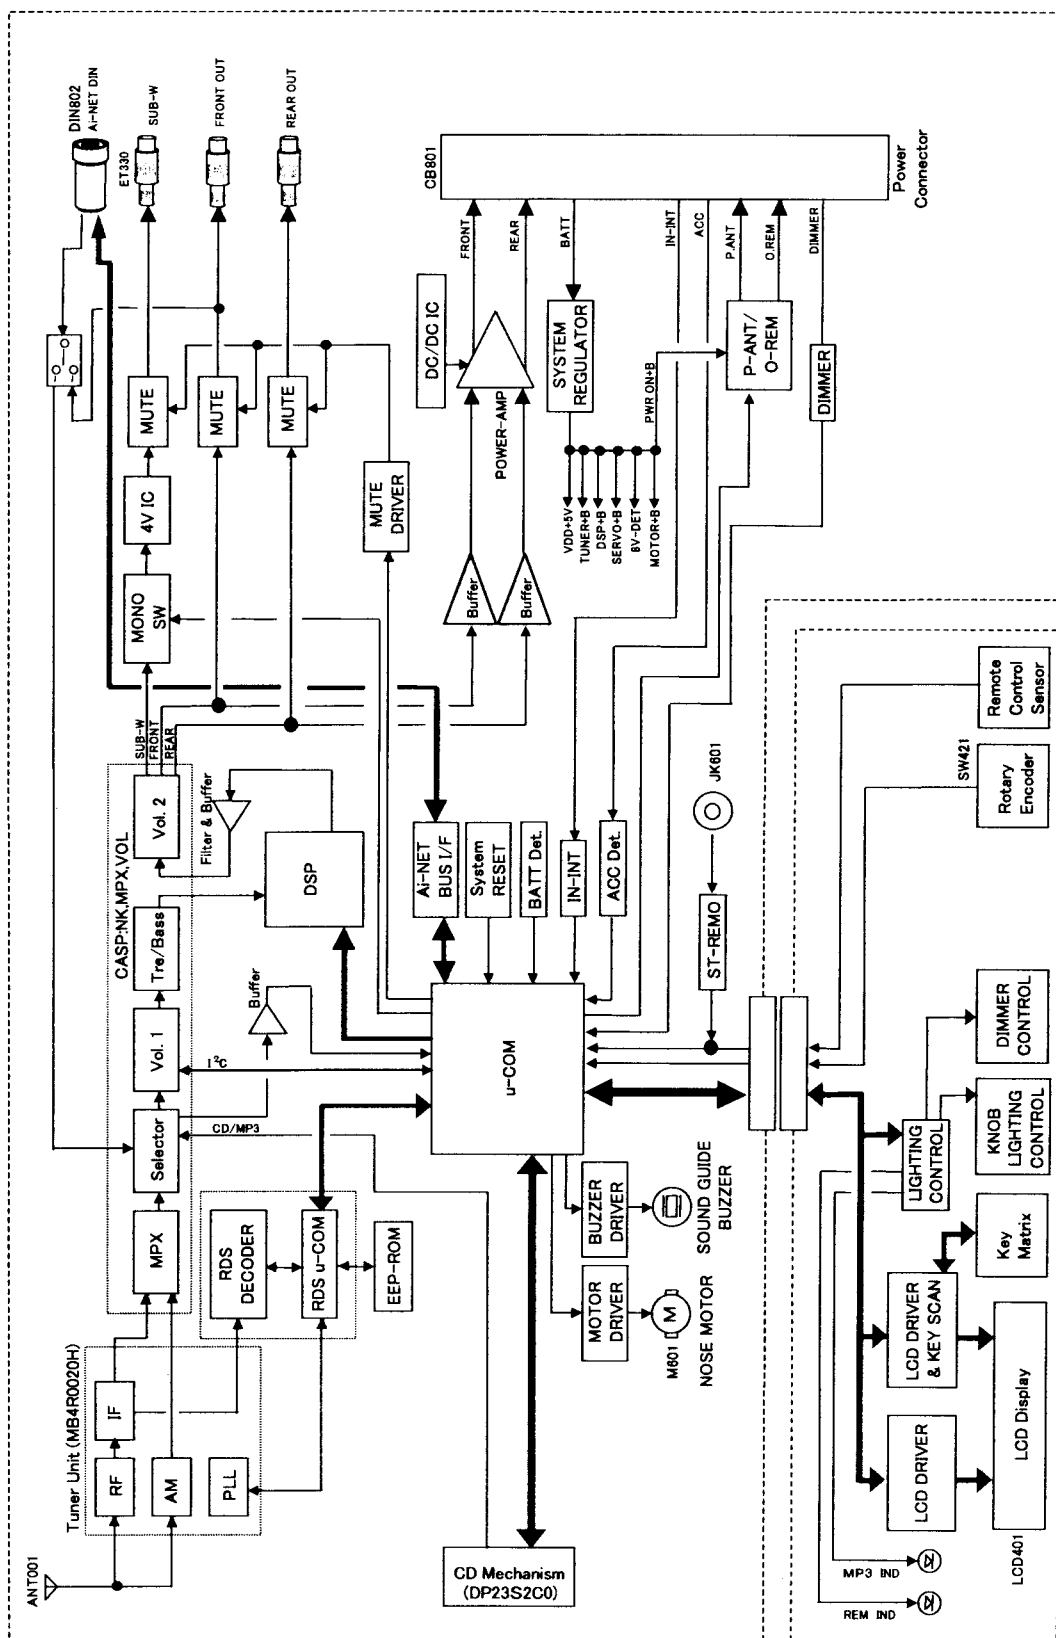 ANT001
Tuner Unit (MB4R0020H)
RF
IF
AM
PLL
CASP:NK,MPX,VOL
MPX
Selector
Vol. 1
Tre/Bass
Vol. 2
SUB-W
FRONT
REAR
Filter & Buffer
DSP
Buffer
I²C
CD/MP3
RDS
DECODER
RDS u-COM
EEP-ROM
MONO
SW
4V IC
MUTE
MUTE
MUTE
MUTE
DRIVER
DIN802
Ai-NET DIN
ET330
SUB-W
FRONT OUT
REAR OUT
DC/DC IC
POWER-AMP
Buffer
Buffer
FRONT
REAR
BATT
IN-INT
ACC
P.ANT
O.REM
DIMMER
CB801
Power
Connector
SYSTEM
REGULATOR
PWR ON+B
VDD+5V
TUNER+B
DSP+B
SERVO+B
8V-DET
MOTOR+B
P-ANT/
O-REM
DIMMER
Ai-NET
BUS I/F
System
RESET
BATT Det.
IN-INT
ACC Det.
ST-REMO
JK601
u-COM
BUZZER
DRIVER
SOUND GUIDE
BUZZER
MOTOR
DRIVER
M
M601
NOSE MOTOR
CD Mechanism
(DP23S2C0)
Remote
Control
Sensor
SW421
Rotary
Encoder
DIMMER
CONTROL
KNOB
LIGHTING
CONTROL
LIGHTING
CONTROL
Key
Matrix
LCD DRIVER
& KEY SCAN
LCD DRIVER
LCD Display
LCD401
MP3 IND
REM IND